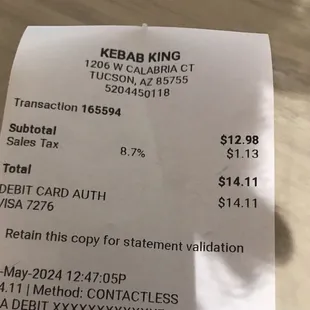 KEBAB KING
1206 W CALABRIA CT
TUCSON, AZ 85755
5204450118
Transaction 165594
Subtotal $12.98
Sales Tax 8.7% $1.13
Total $14.11
DEBIT CARD AUTH $14.11
VISA 7276
Retain this copy for statement validation
-May-2024 12:47:05P
4.11 | Method: CONTACTLESS
A DEBIT XXXXXXXXXXXX